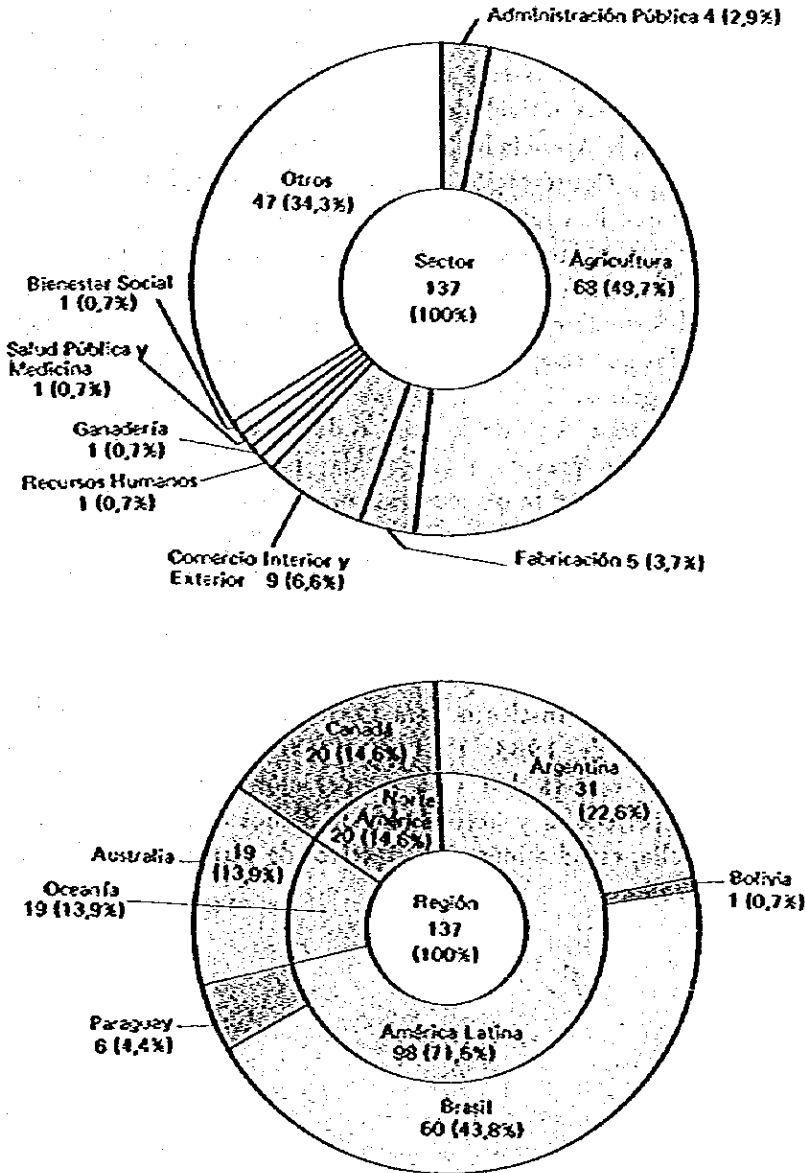 Administración Pública 4 (2,9%)
Otros
47 (34,3%)
Sector
137
(100%)
Agricultura
68 (49,7%)
Bienestar Social
1 (0,7%)
Salud Pública y
Medicina
1 (0,7%)
Ganadería
1 (0,7%)
Recursos Humanos
1 (0,7%)
Comercio Interior y
Exterior 9 (6,6%)
Fabricación 5 (3,7%)
Canadá
20 (14,6%)
Norte
América
20 (14,6%)
Argentina
31
(22,6%)
Australia
19
(13,9%)
Oceanía
19 (13,9%)
Región
137
(100%)
Bolivia
1 (0,7%)
Paraguay
6 (4,4%)
América Latina
98 (71,5%)
Brasil
60 (43,8%)